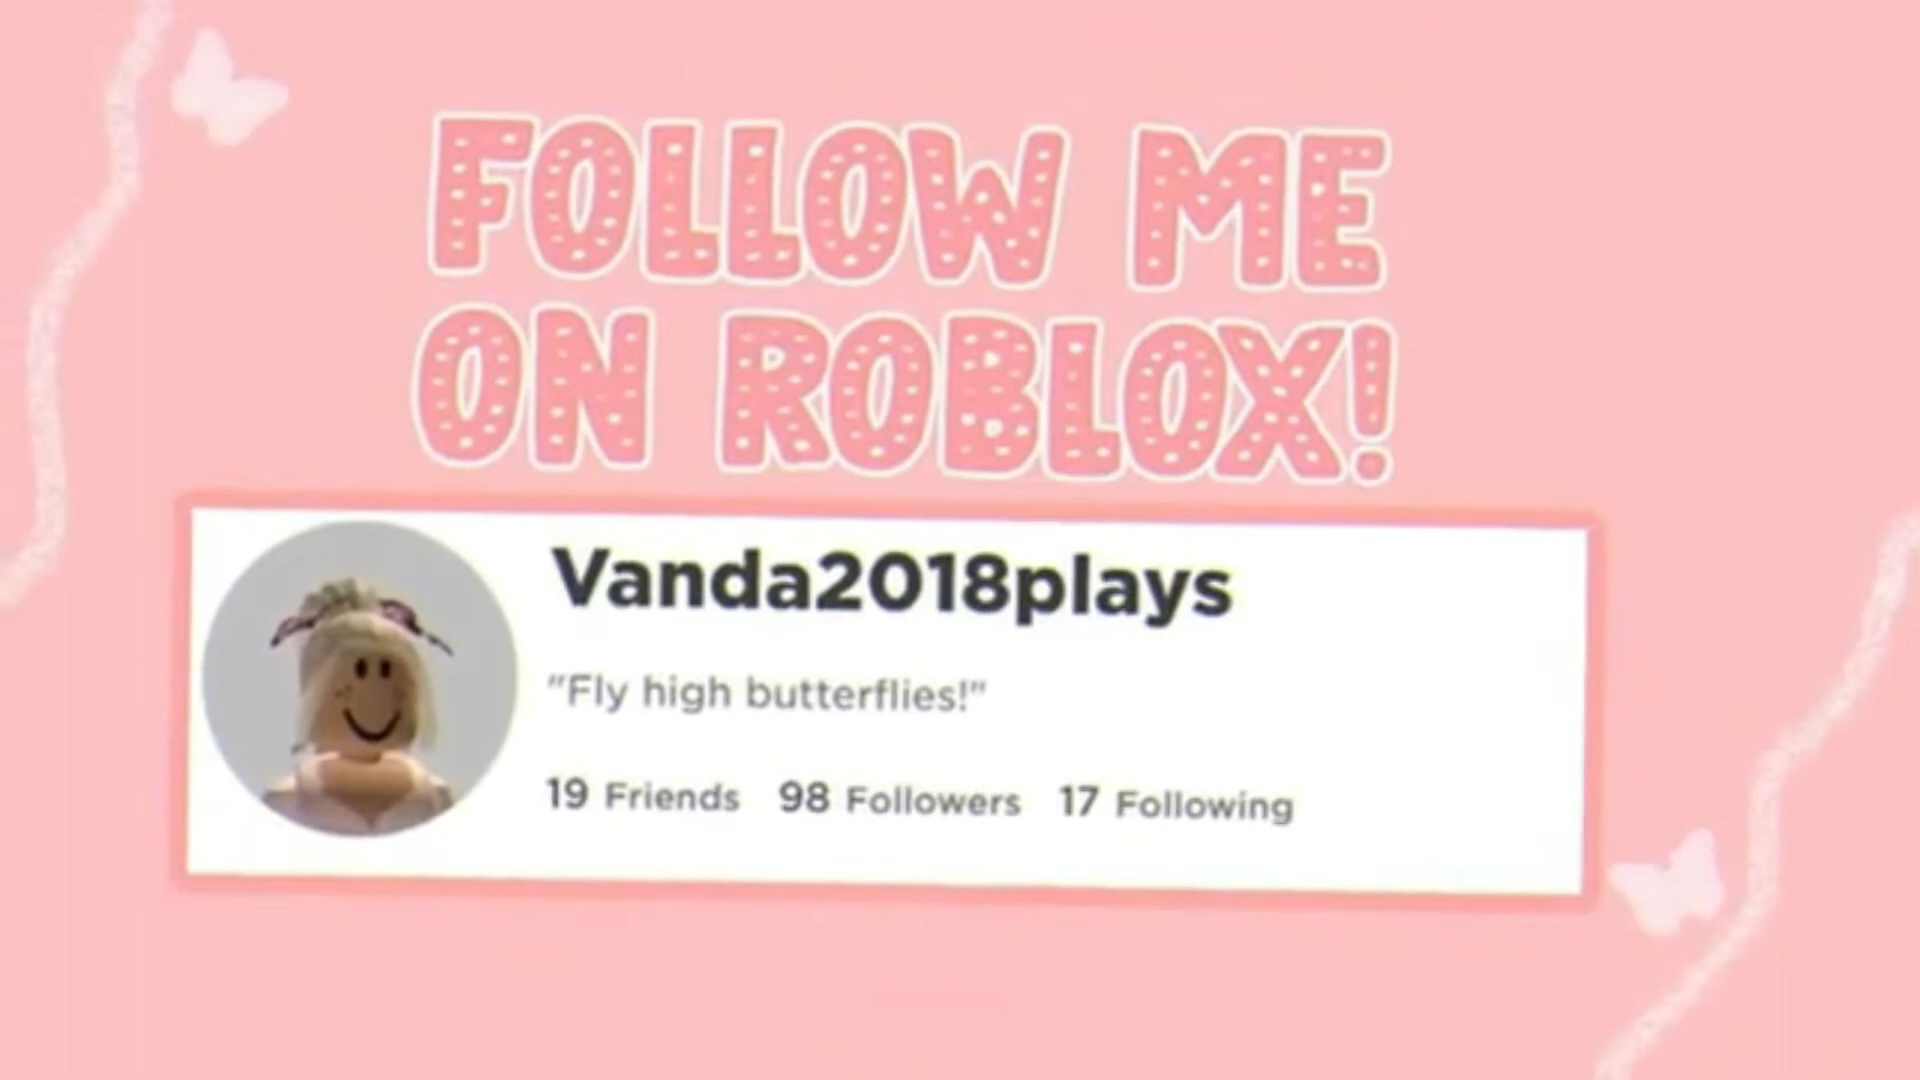 FOLLOW ME
ON ROBLOX!
Vanda2018plays
"Fly high butterflies!"
19 Friends 98 Followers 17 Following